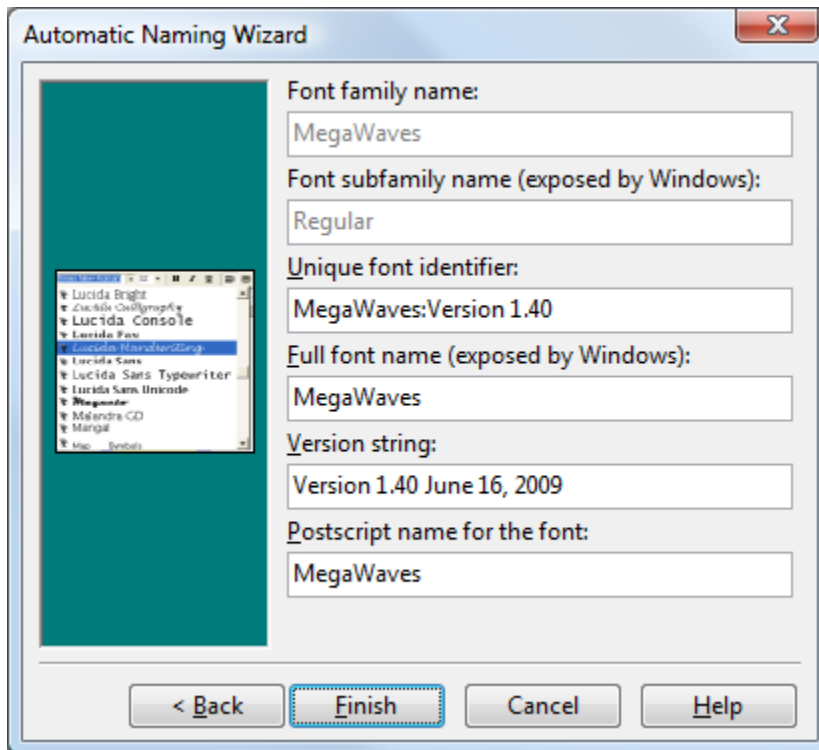 Automatic Naming Wizard
Font family name:
MegaWaves
Font subfamily name (exposed by Windows):
Regular
Unique font identifier:
MegaWaves:Version 1.40
Full font name (exposed by Windows):
MegaWaves
Version string:
Version 1.40 June 16, 2009
Postscript name for the font:
MegaWaves
Lucida Bright
Lucida Calligraphy
Lucida Console
Lucida Fax
Lucida Handwriting
Lucida Sans
Lucida Sans Typewriter
Lucida Sans Unicode
Magneto
Maiandra GD
Mangal
< Back
Finish
Cancel
Help